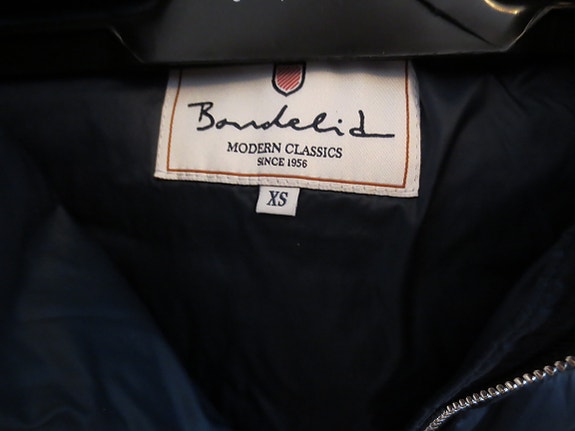 Bondelid
MODERN CLASSICS
SINCE 1956
XS